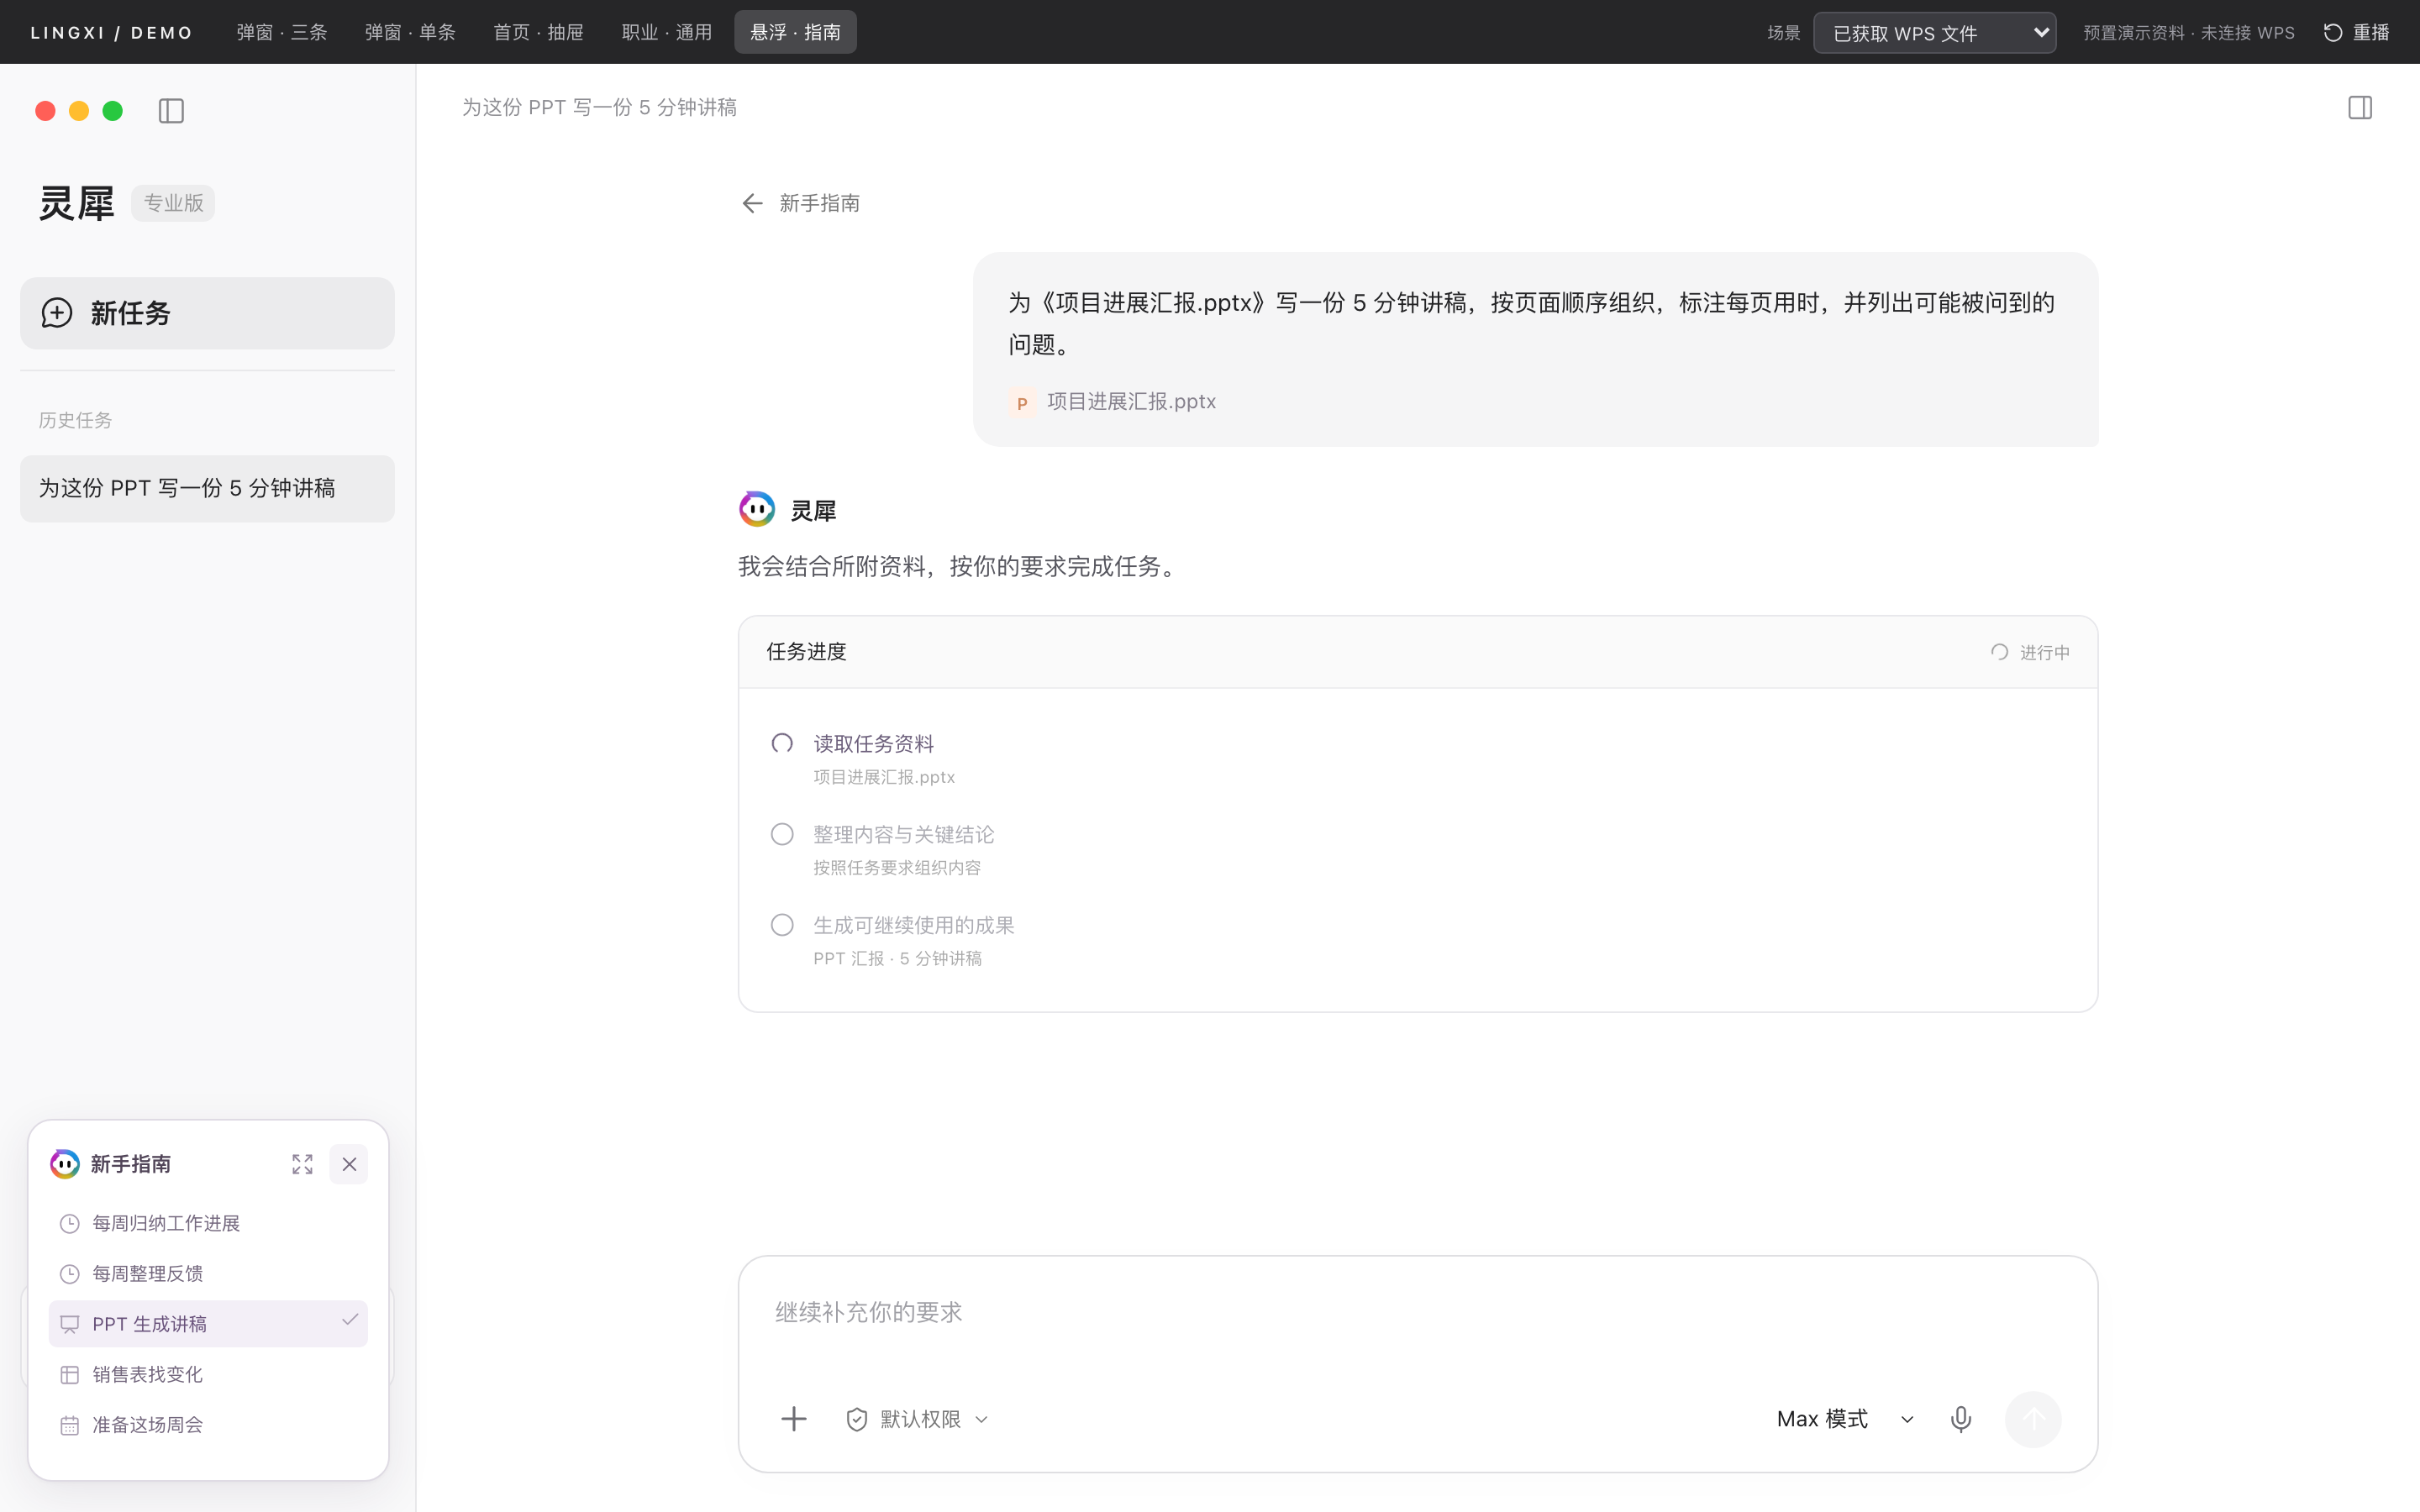 LINGXI / DEMO
弹窗 · 三条
弹窗 · 单条
首页 · 抽屉
职业 · 通用
悬浮 · 指南
场景
已获取 WPS 文件
预置演示资料 · 未连接 WPS
重播
灵犀
专业版
新任务
历史任务
为这份 PPT 写一份 5 分钟讲稿
为这份 PPT 写一份 5 分钟讲稿
新手指南
为《项目进展汇报.pptx》写一份 5 分钟讲稿，按页面顺序组织，标注每页用时，并列出可能被问到的
问题。
P 项目进展汇报.pptx
灵犀
我会结合所附资料，按你的要求完成任务。
任务进度
进行中
读取任务资料
项目进展汇报.pptx
整理内容与关键结论
按照任务要求组织内容
生成可继续使用的成果
PPT 汇报 · 5 分钟讲稿
新手指南
每周归纳工作进展
每周整理反馈
PPT 生成讲稿
销售表找变化
准备这场周会
继续补充你的要求
默认权限
Max 模式